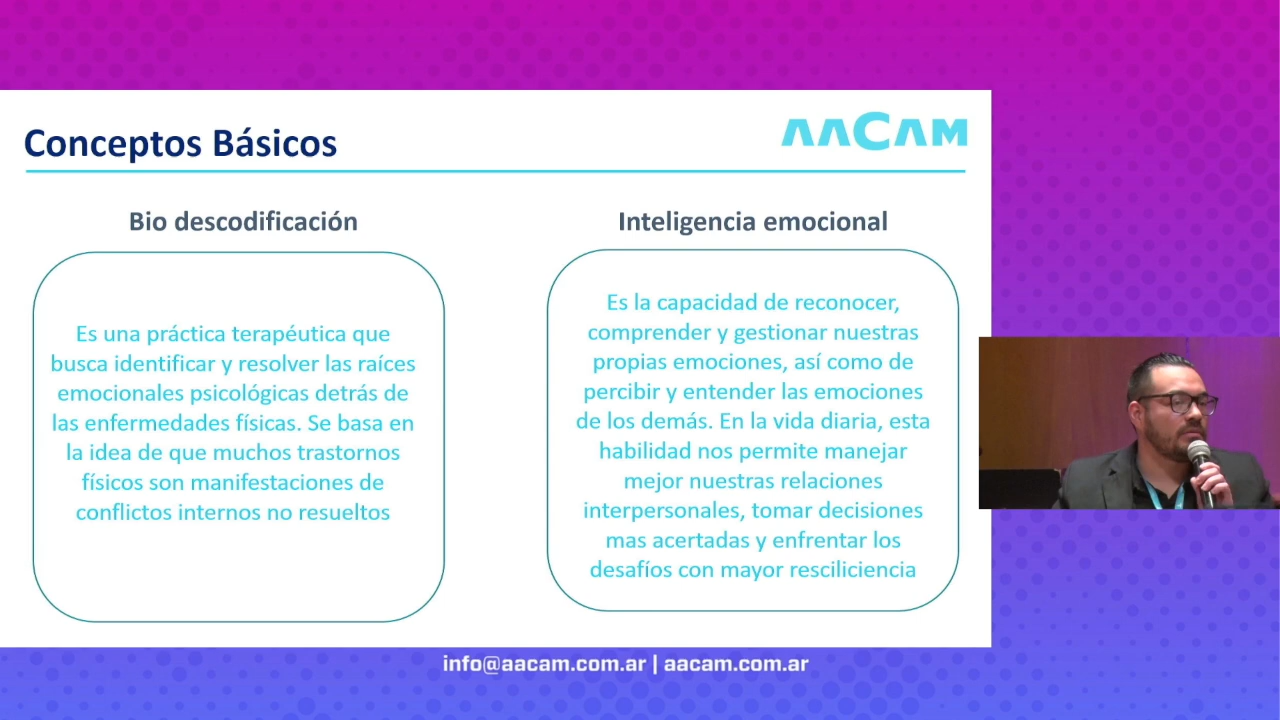 Conceptos Básicos
AACAM
Bio descodificación
Es una práctica terapéutica que
busca identificar y resolver las raíces
emocionales psicológicas detrás de
las enfermedades físicas. Se basa en
la idea de que muchos trastornos
físicos son manifestaciones de
conflictos internos no resueltos
Inteligencia emocional
Es la capacidad de reconocer,
comprender y gestionar nuestras
propias emociones, así como de
percibir y entender las emociones
de los demás. En la vida diaria, esta
habilidad nos permite manejar
mejor nuestras relaciones
interpersonales, tomar decisiones
mas acertadas y enfrentar los
desafíos con mayor resciliciencia
info@aacam.com.ar | aacam.com.ar